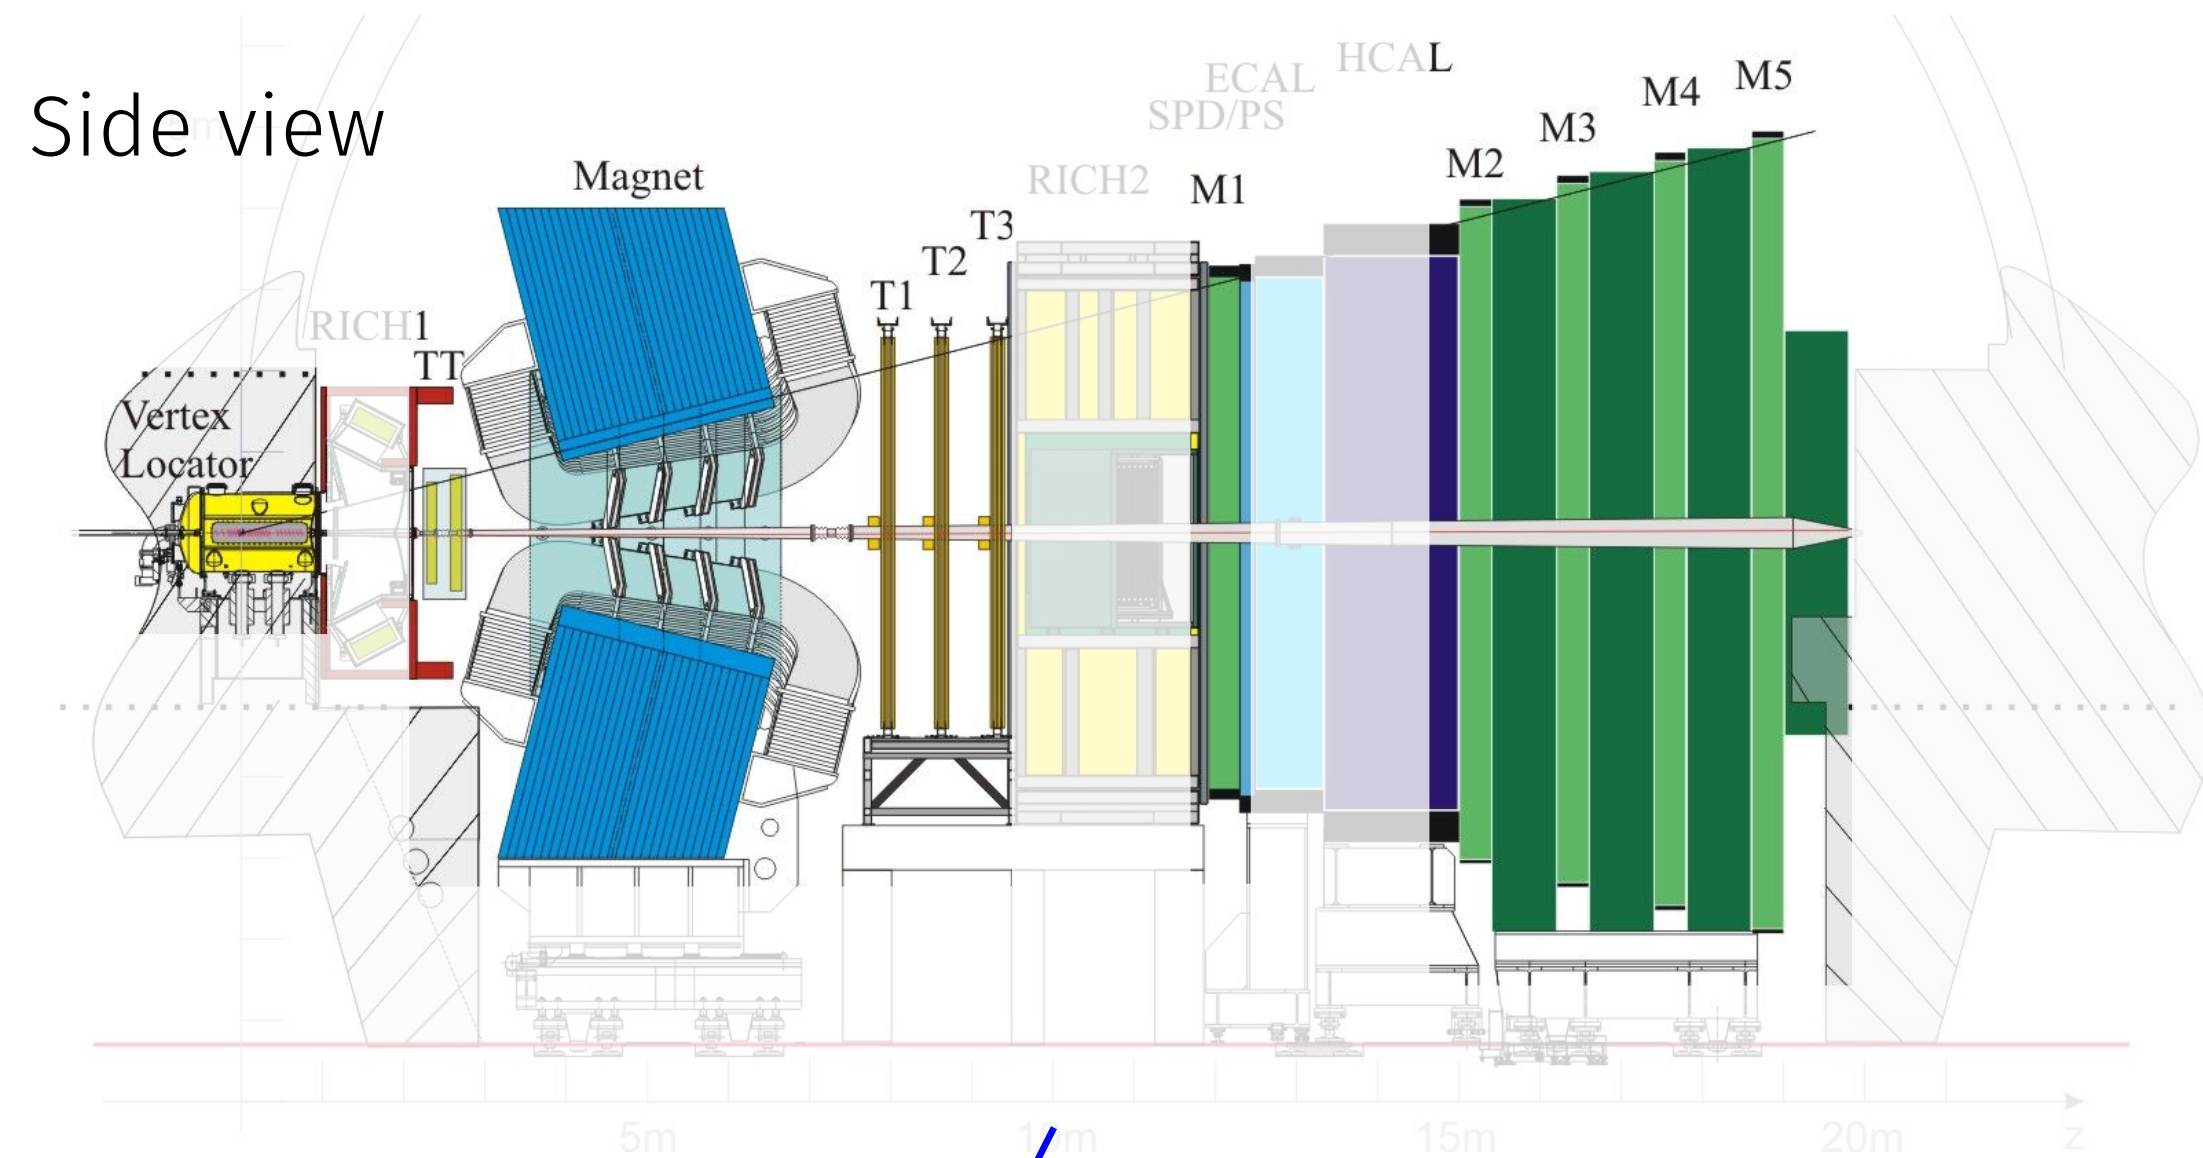 Side view
HCAL
ECAL
SPD/PS
M5
M4
M3
M2
Magnet
RICH2
M1
T3
T2
T1
RICH1
TT
Vertex
Locator
5m
10m
15m
20m
z